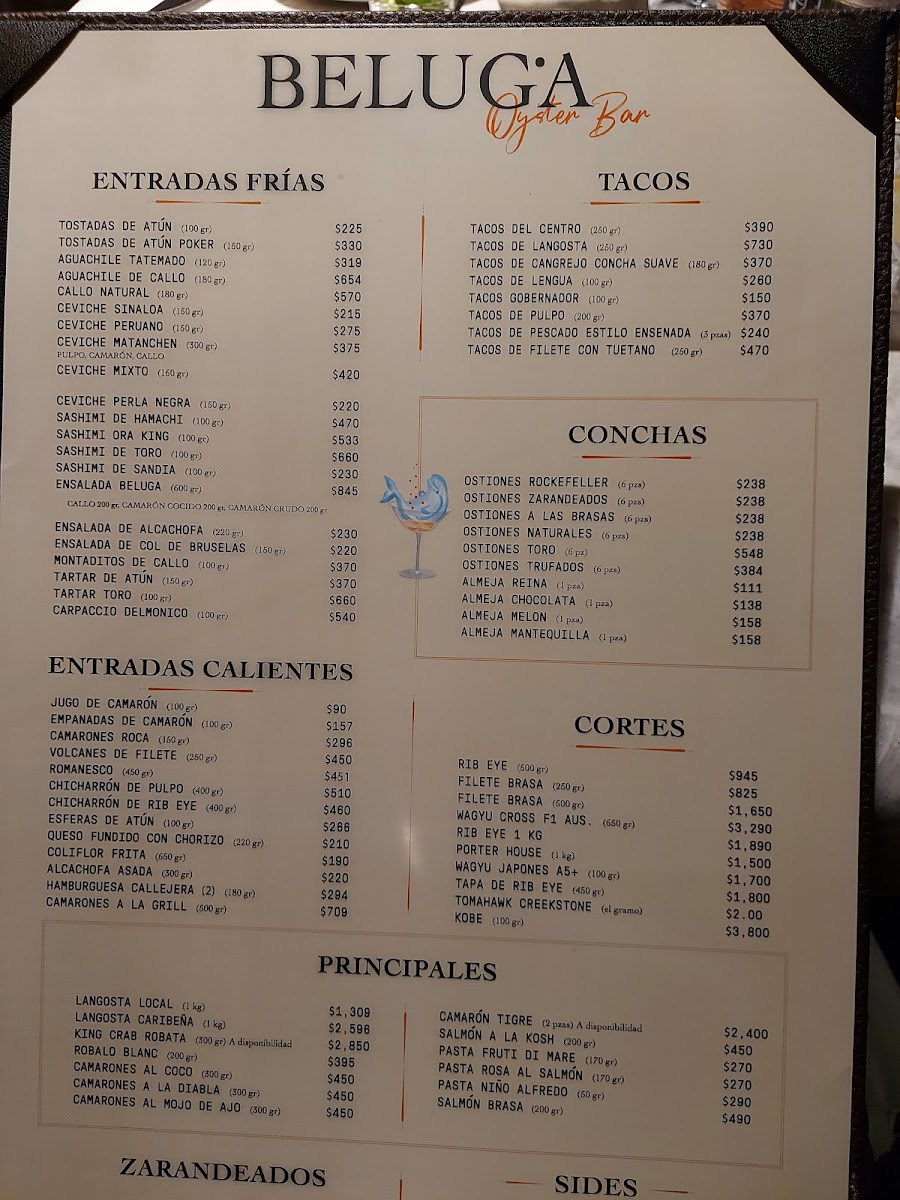 BELUGA
Oyster Bar
ENTRADAS FRÍAS
TOSTADAS DE ATÚN (100 gr) $225
TOSTADAS DE ATÚN POKER (150 gr) $330
AGUACHILE TATEMADO (120 gr) $319
AGUACHILE DE CALLO (180 gr) $654
CALLO NATURAL (180 gr) $570
CEVICHE SINALOA (150 gr) $215
CEVICHE PERUANO (150 gr) $275
CEVICHE MATANCHEN (300 gr) $375
PULPO, CAMARÓN, CALLO
CEVICHE MIXTO (160 gr) $420
CEVICHE PERLA NEGRA (150 gr) $220
SASHIMI DE HAMACHI (100 gr) $470
SASHIMI ORA KING (100 gr) $533
SASHIMI DE TORO (100 gr) $660
SASHIMI DE SANDIA (100 gr) $230
ENSALADA BELUGA (600 gr) $845
CALLO 200 gr, CAMARÓN COCIDO 200 gr, CAMARÓN CRUDO 200 gr
ENSALADA DE ALCACHOFA (220 gr) $230
ENSALADA DE COL DE BRUSELAS (150 gr) $220
MONTADITOS DE CALLO (100 gr) $370
TARTAR DE ATÚN (150 gr) $370
TARTAR TORO (100 gr) $660
CARPACCIO DELMONICO (100 gr) $540
ENTRADAS CALIENTES
JUGO DE CAMARÓN (100 gr) $90
EMPANADAS DE CAMARÓN (100 gr) $157
CAMARONES ROCA (150 gr) $296
VOLCANES DE FILETE (250 gr) $450
ROMANESCO (450 gr) $451
CHICHARRÓN DE PULPO (400 gr) $510
CHICHARRÓN DE RIB EYE (400 gr) $460
ESFERAS DE ATÚN (100 gr) $266
QUESO FUNDIDO CON CHORIZO (220 gr) $210
COLIFLOR FRITA (650 gr) $190
ALCACHOFA ASADA (300 gr) $220
HAMBURGUESA CALLEJERA (2) (180 gr) $294
CAMARONES A LA GRILL (500 gr) $709
TACOS
TACOS DEL CENTRO (250 gr) $390
TACOS DE LANGOSTA (250 gr) $730
TACOS DE CANGREJO CONCHA SUAVE (180 gr) $370
TACOS DE LENGUA (100 gr) $260
TACOS GOBERNADOR (100 gr) $150
TACOS DE PULPO (200 gr) $370
TACOS DE PESCADO ESTILO ENSENADA (3 pzas) $240
TACOS DE FILETE CON TUETANO (250 gr) $470
CONCHAS
OSTIONES ROCKEFELLER (6 pzs) $238
OSTIONES ZARANDEADOS (6 pzs) $238
OSTIONES A LAS BRASAS (6 pzs) $238
OSTIONES NATURALES (6 pzs) $238
OSTIONES TORO (6 pz) $548
OSTIONES TRUFADOS (6 pzs) $384
ALMEJA REINA (1 pza) $111
ALMEJA CHOCOLATA (1 pza) $138
ALMEJA MELON (1 pza) $158
ALMEJA MANTEQUILLA (1 pza) $158
CORTES
RIB EYE (500 gr) $945
FILETE BRASA (250 gr) $825
FILETE BRASA (500 gr) $1,650
WAGYU CROSS F1 AUS. (650 gr) $3,290
RIB EYE 1 KG $1,890
PORTER HOUSE (1 kg) $1,500
WAGYU JAPONES A5+ (100 gr) $1,700
TAPA DE RIB EYE (450 gr) $1,800
TOMAHAWK CREEKSTONE (el gramo) $2.00
KOBE (100 gr) $3,800
PRINCIPALES
LANGOSTA LOCAL (1 kg) $1,309
LANGOSTA CARIBEÑA (1 kg) $2,596
KING CRAB ROBATA (300 gr) A disponibilidad $2,850
ROBALO BLANC (200 gr) $395
CAMARONES AL COCO (300 gr) $450
CAMARONES A LA DIABLA (300 gr) $450
CAMARONES AL MOJO DE AJO (300 gr) $450
CAMARÓN TIGRE (2 pzas) A disponibilidad $2,400
SALMÓN A LA KOSH (200 gr) $450
PASTA FRUTI DI MARE (170 gr) $270
PASTA ROSA AL SALMÓN (170 gr) $270
PASTA NIÑO ALFREDO (50 gr) $290
SALMÓN BRASA (200 gr) $490
ZARANDEADOS
SIDES